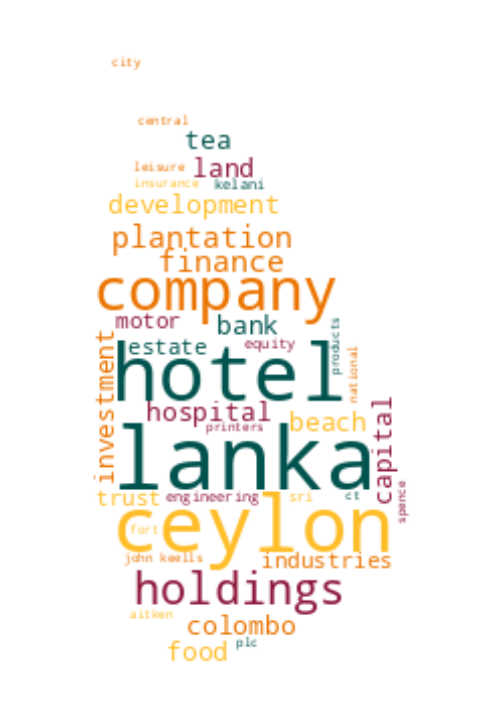 city
central
tea
leisure land
insurance kelani
development
plantation
finance
company
motor bank
products
estate equity
investment
hotel
national
hospital beach
capital
printers
lanka
trust engineering sri ct
spence
ceylon
fort
john keells industries
holdings
aitken
colombo
plc
food